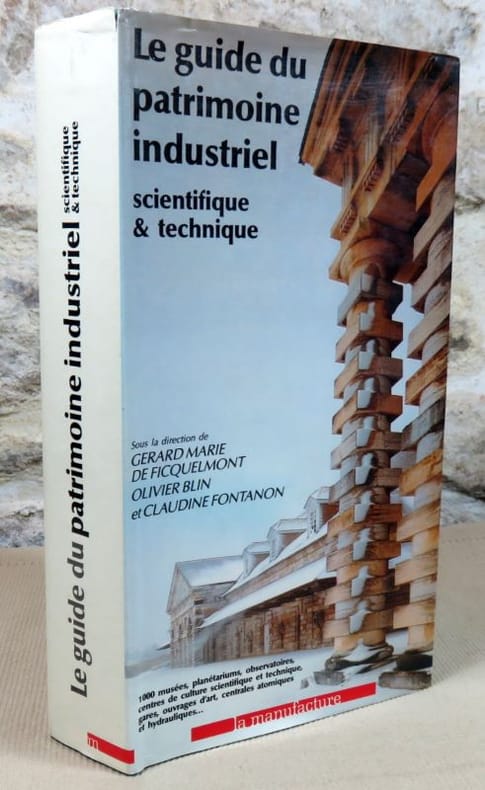 Le guide du
patrimoine
industriel
scientifique
& technique
Sous la direction de
GERARD MARIE
DE FICQUELMONT
OLIVIER BLIN
et CLAUDINE FONTANON
1000 musées, planétariums, observatoires,
centres de culture scientifique et technique,
gares, ouvrages d'art, centrales atomiques
et hydrauliques...
la manufacture
Le guide du patrimoine industriel scientifique
& technique
m